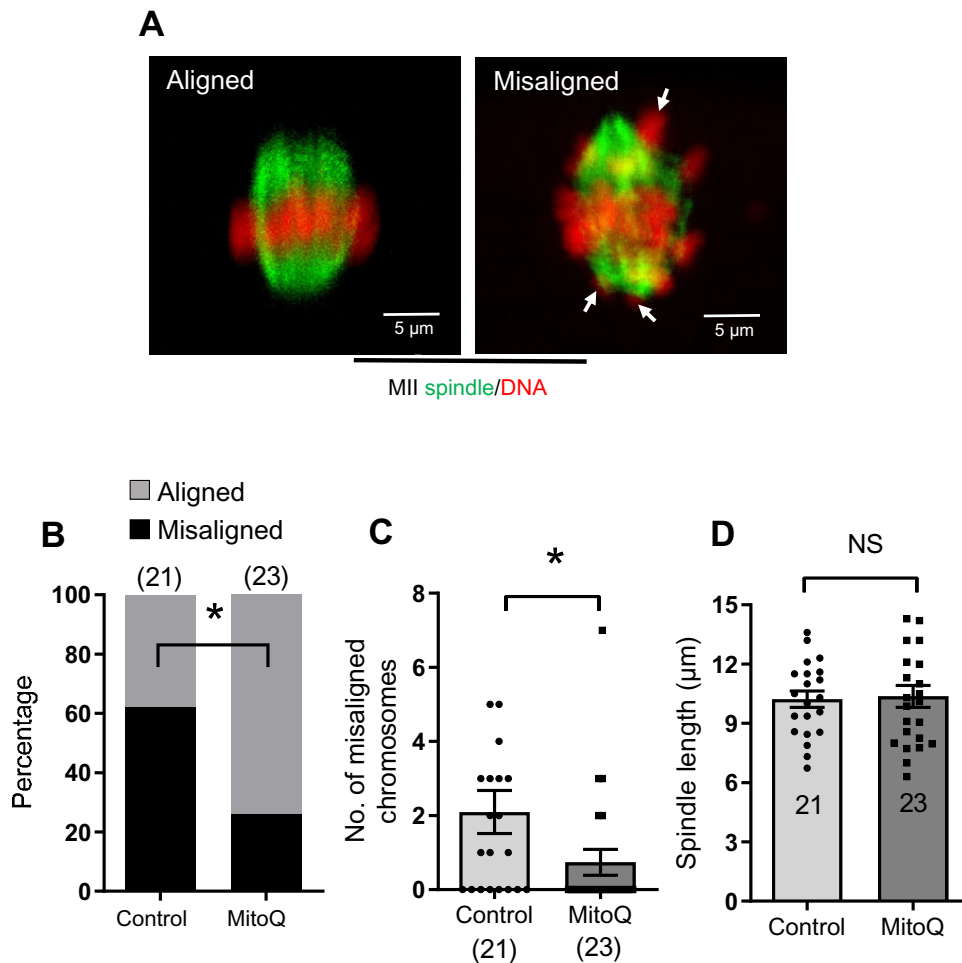 A
Aligned
Misaligned
5 µm
5 µm
MII spindle/DNA
Aligned
Misaligned
B
(21)
(23)
*
Percentage
100
80
60
40
20
0
Control
MitoQ
C
*
No. of misaligned
chromosomes
8
6
4
2
0
Control
MitoQ
(21)
(23)
D
NS
Spindle length (µm)
15
12
9
6
3
0
21
23
Control
MitoQ